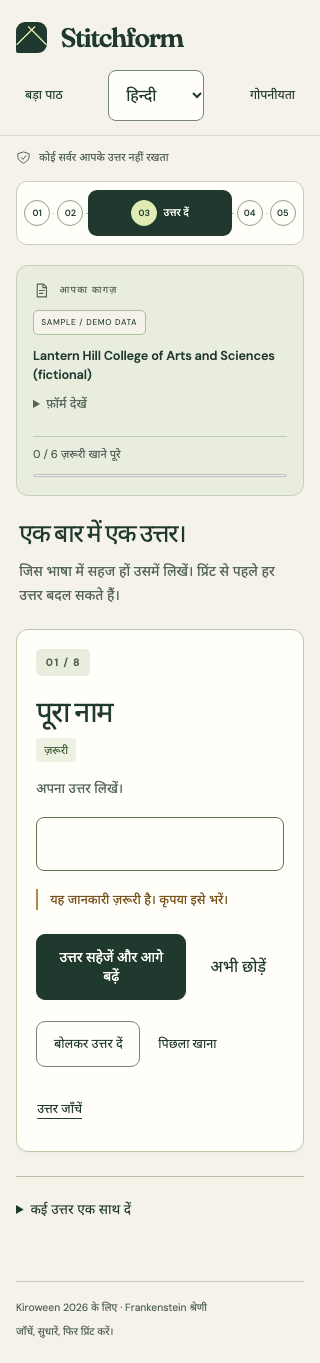 Stitchform
बड़ा पाठ
हिन्दी
गोपनीयता
कोई सर्वर आपके उत्तर नहीं रखता
01
02
03 उत्तर दें
04
05
आपका कागज़
SAMPLE / DEMO DATA
Lantern Hill College of Arts and Sciences
(fictional)
फ़ॉर्म देखें
0 / 6 ज़रूरी खाने पूरे
एक बार में एक उत्तर।
जिस भाषा में सहज हों उसमें लिखें। प्रिंट से पहले हर
उत्तर बदल सकते हैं।
01 / 8
पूरा नाम
ज़रूरी
अपना उत्तर लिखें।
यह जानकारी ज़रूरी है। कृपया इसे भरें।
उत्तर सहेजें और आगे
बढ़ें
अभी छोड़ें
बोलकर उत्तर दें
पिछला खाना
उत्तर जाँचें
कई उत्तर एक साथ दें
Kiroween 2026 के लिए · Frankenstein श्रेणी
जाँचें, सुधारें, फिर प्रिंट करें।